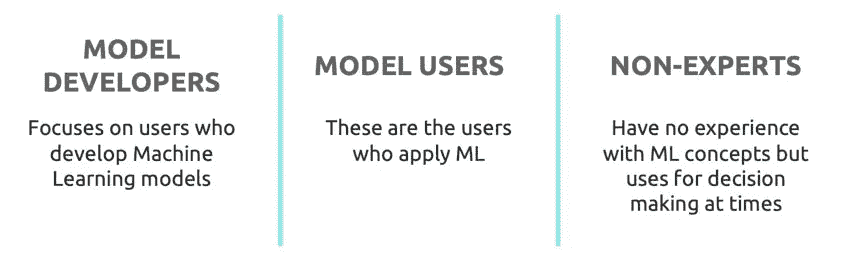 MODEL
DEVELOPERS
Focuses on users who
develop Machine
Learning models
MODEL USERS
These are the users
who apply ML
NON-EXPERTS
Have no experience
with ML concepts but
uses for decision
making at times